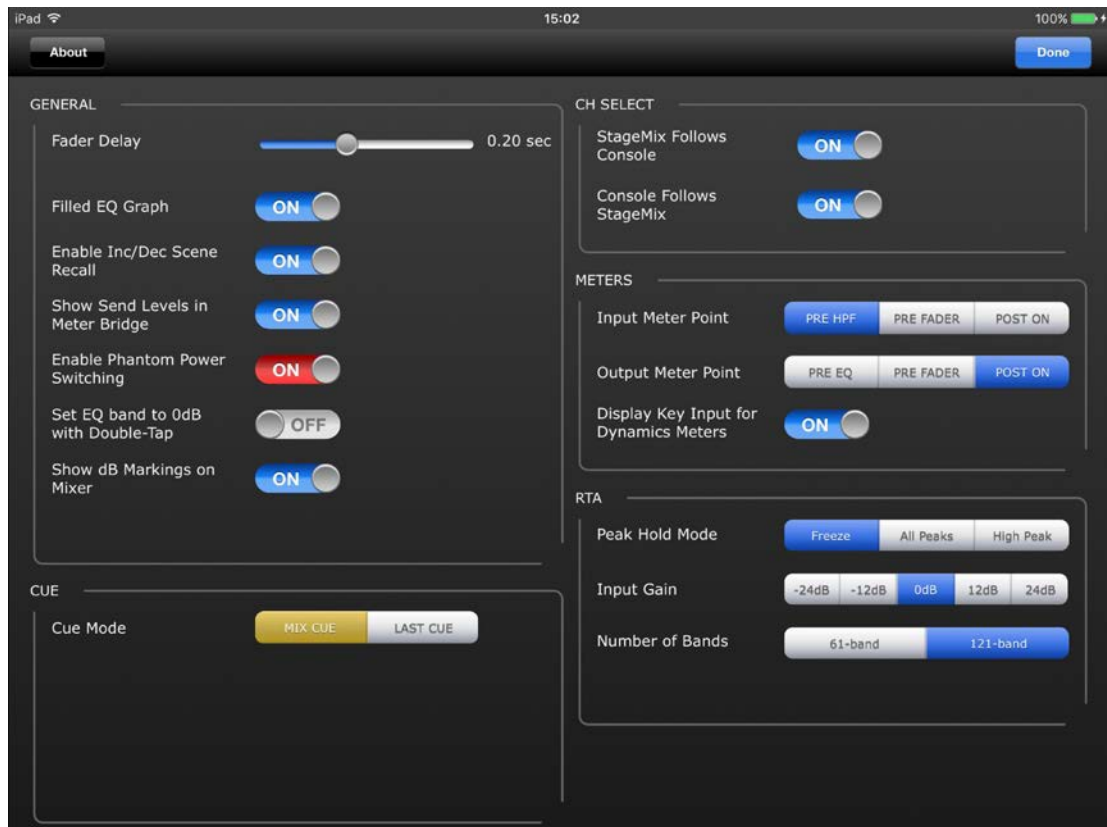 iPad 15:02 100%
About Done
GENERAL
Fader Delay 0.20 sec
Filled EQ Graph ON
Enable Inc/Dec Scene
Recall ON
Show Send Levels in
Meter Bridge ON
Enable Phantom Power
Switching ON
Set EQ band to 0dB
with Double-Tap OFF
Show dB Markings on
Mixer ON
CUE
Cue Mode MIX CUE LAST CUE
CH SELECT
StageMix Follows
Console ON
Console Follows
StageMix ON
METERS
Input Meter Point PRE HPF PRE FADER POST ON
Output Meter Point PRE EQ PRE FADER POST ON
Display Key Input for
Dynamics Meters ON
RTA
Peak Hold Mode Freeze All Peaks High Peak
Input Gain -24dB -12dB 0dB 12dB 24dB
Number of Bands 61-band 121-band